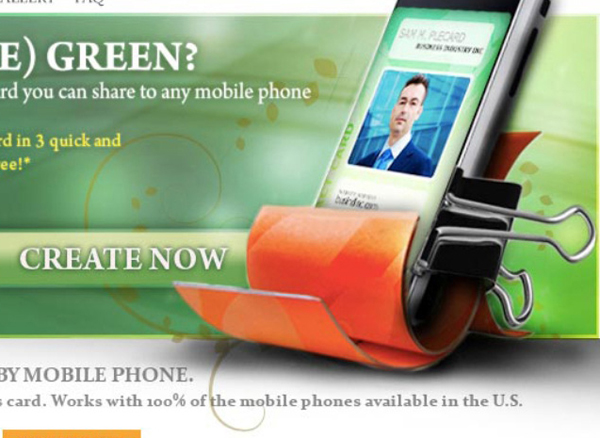 FAQ
E) GREEN?
rd you can share to any mobile phone
rd in 3 quick and
ee!*
CREATE NOW
SAM M. PLECARD
BUSINESS INDUSTRY INC
BY MOBILE PHONE.
s card. Works with 100% of the mobile phones available in the U.S.